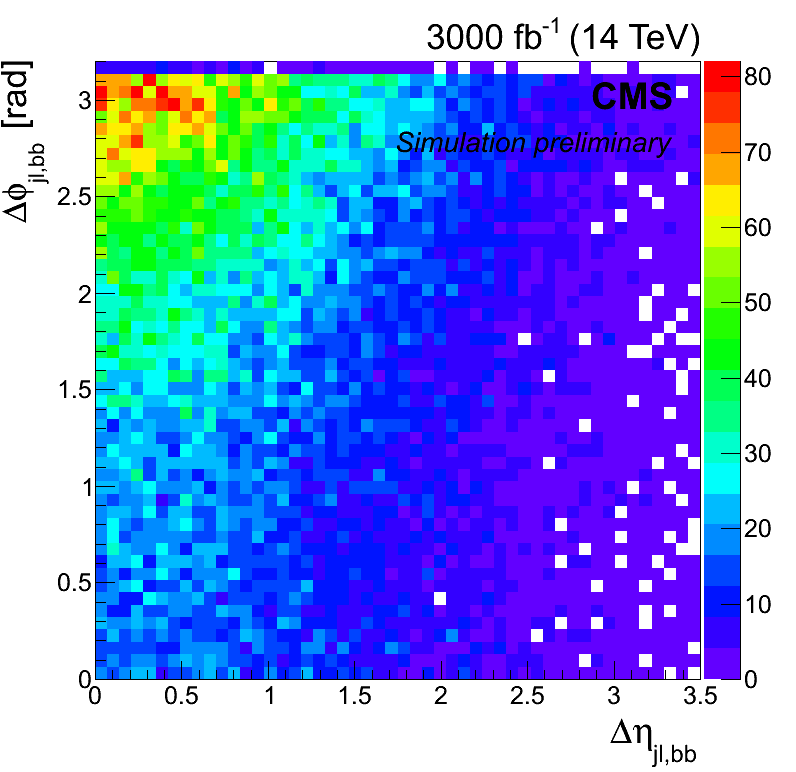 3000 fb⁻¹ (14 TeV)
CMS
Simulation preliminary
Δϕjl,bb [rad]
3
2.5
2
1.5
1
0.5
0
0 0.5 1 1.5 2 2.5 3 3.5
Δηjl,bb
80
70
60
50
40
30
20
10
0